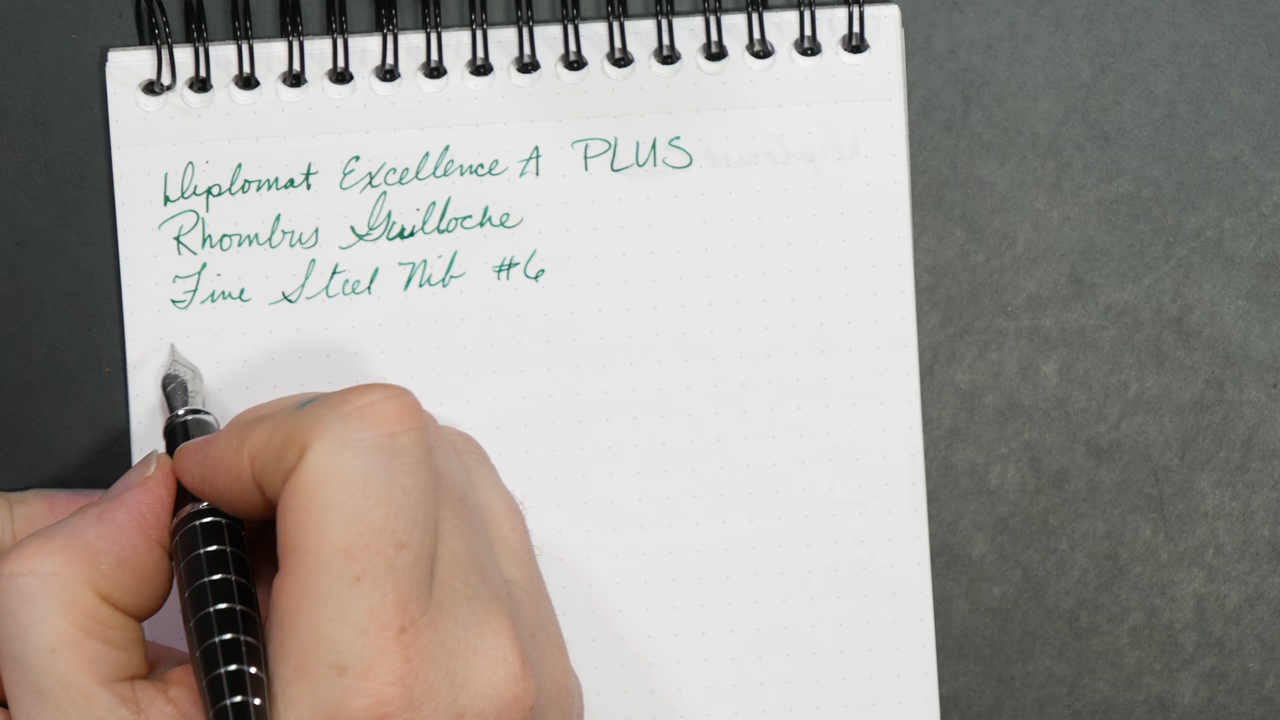 Diplomat Excellence A PLUS
Rhombus Guilloche
Fine Steel Nib #6